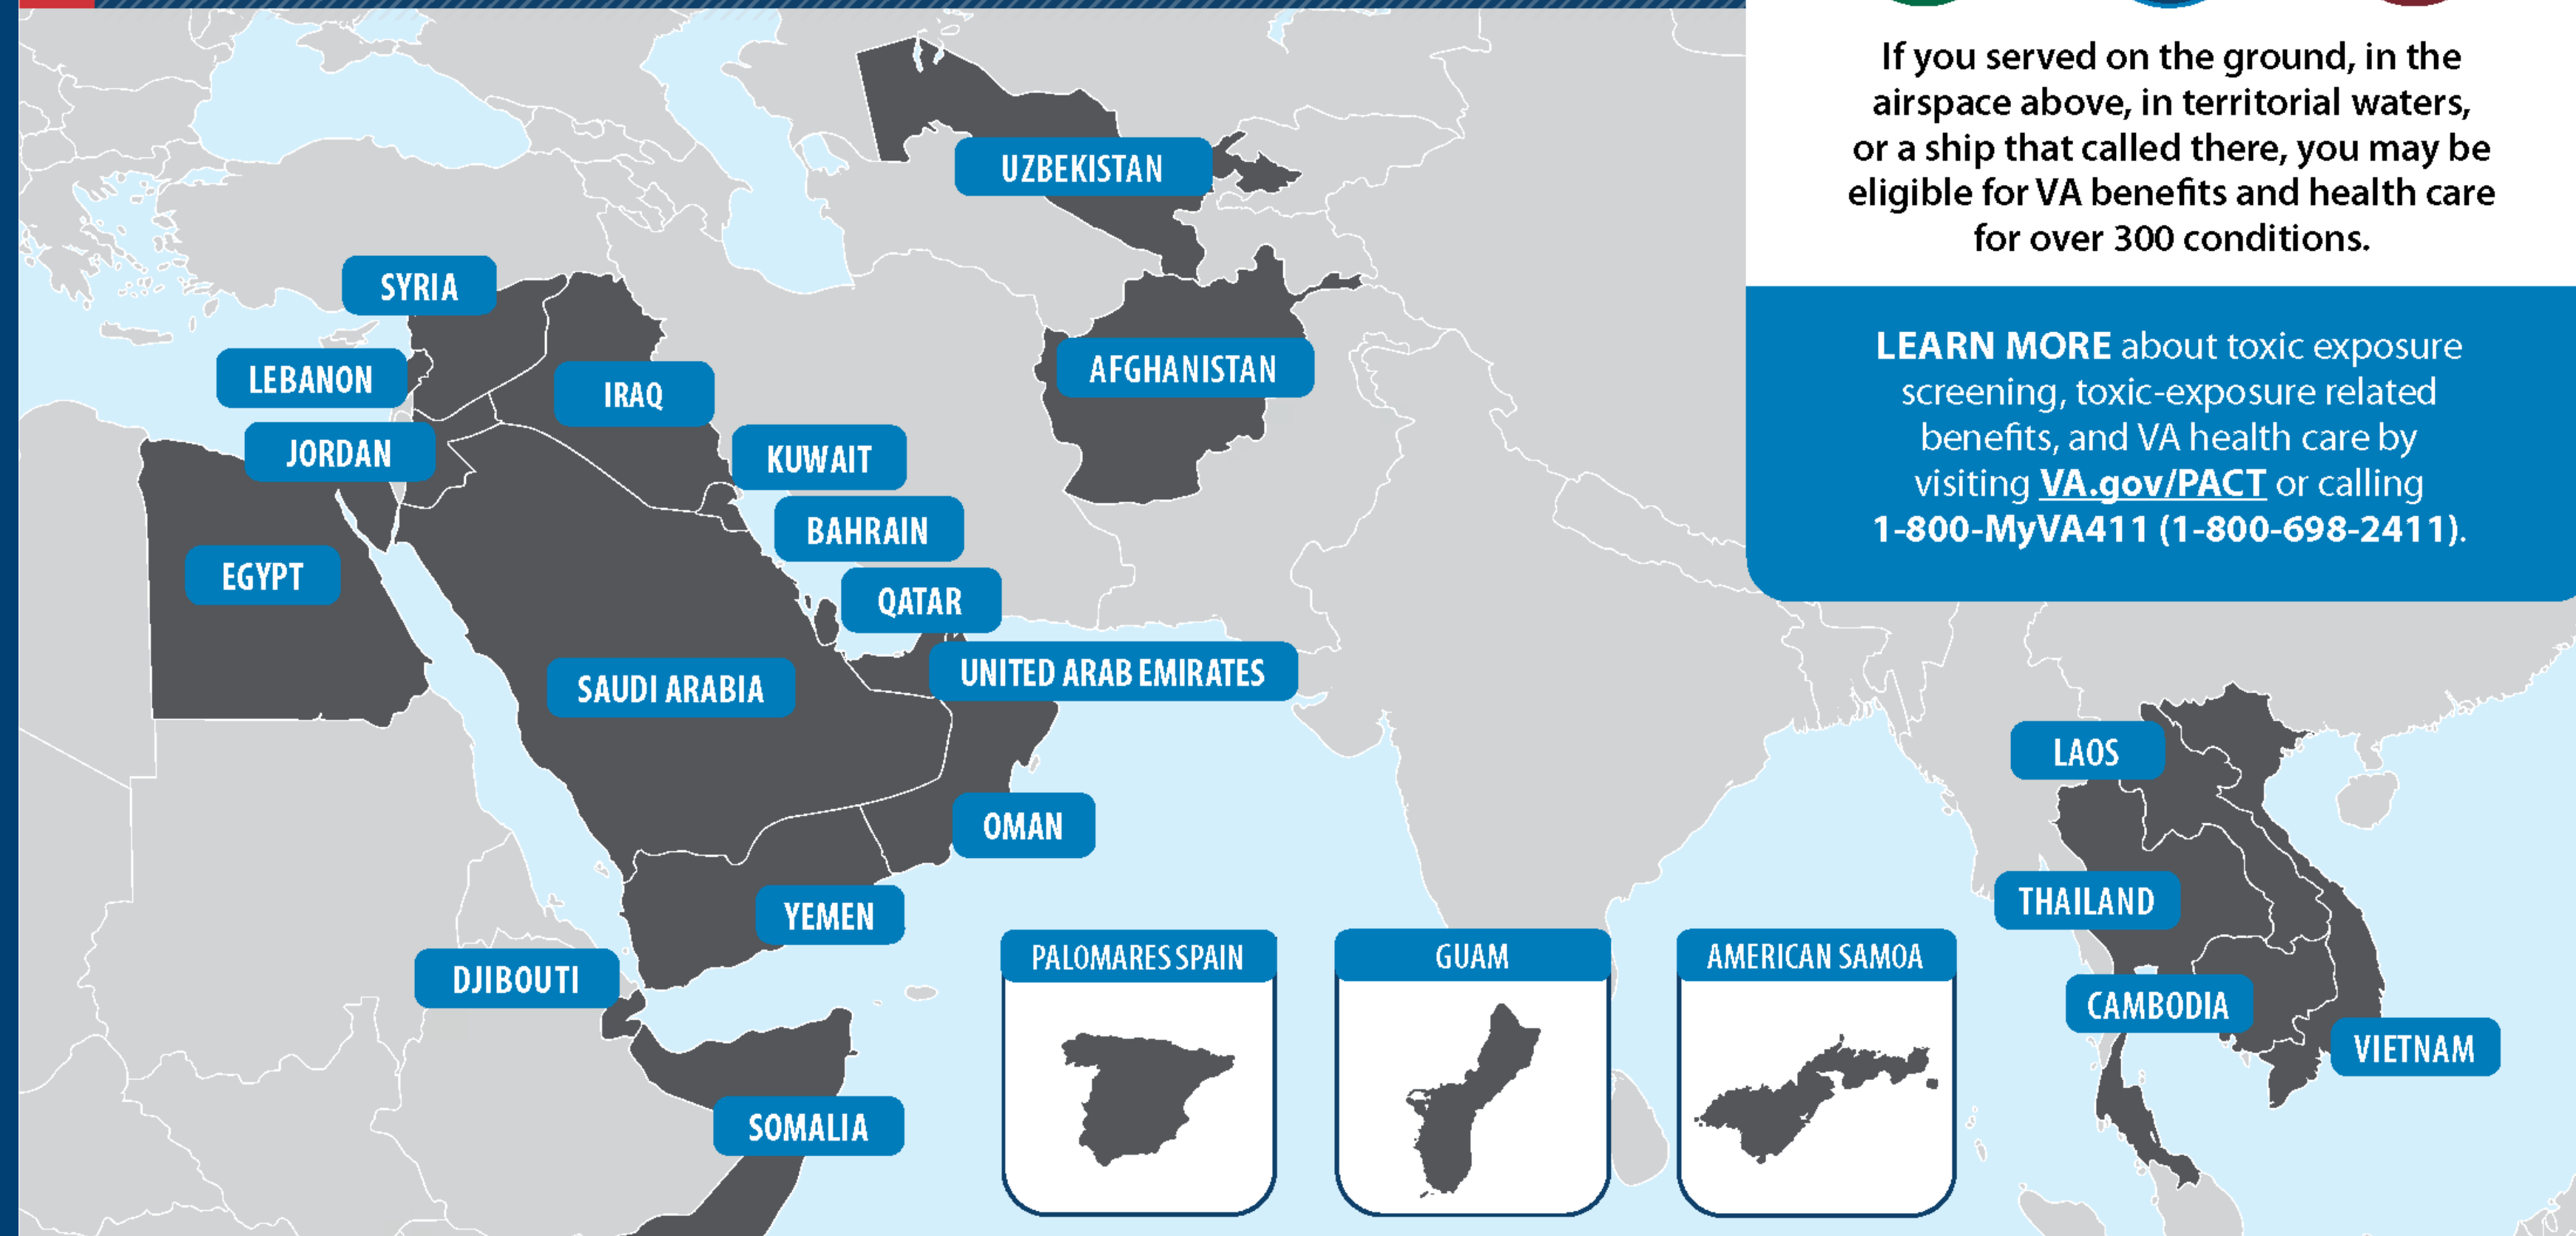 If you served on the ground, in the
airspace above, in territorial waters,
or a ship that called there, you may be
eligible for VA benefits and health care
for over 300 conditions.
LEARN MORE about toxic exposure
screening, toxic-exposure related
benefits, and VA health care by
visiting VA.gov/PACT or calling
1-800-MyVA411 (1-800-698-2411).
UZBEKISTAN
SYRIA
LEBANON
IRAQ
AFGHANISTAN
JORDAN
KUWAIT
BAHRAIN
EGYPT
QATAR
SAUDI ARABIA
UNITED ARAB EMIRATES
OMAN
YEMEN
DJIBOUTI
SOMALIA
LAOS
THAILAND
CAMBODIA
VIETNAM
PALOMARES SPAIN
GUAM
AMERICAN SAMOA